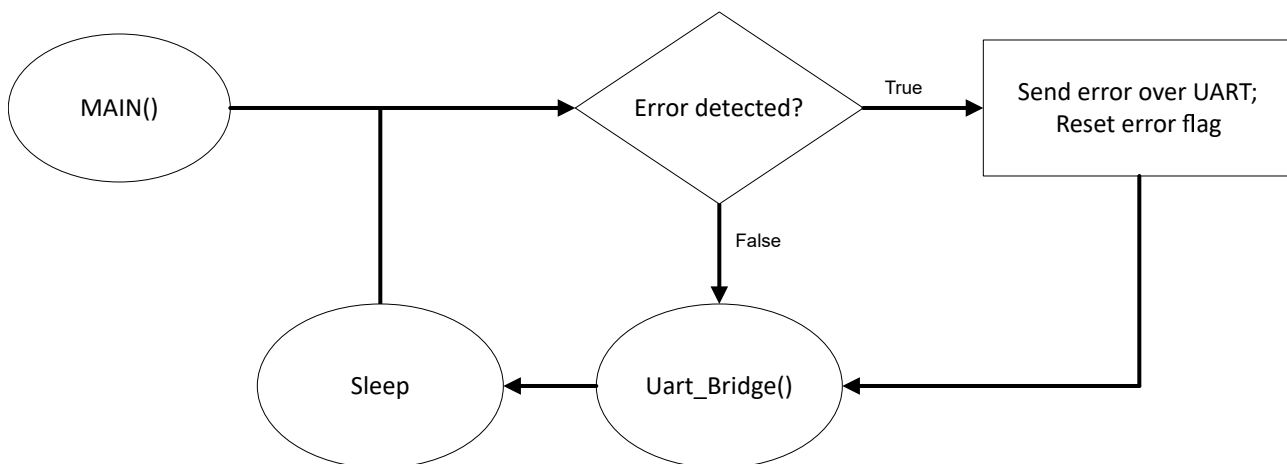 MAIN()
Error detected?
True
Send error over UART;
Reset error flag
False
Sleep
Uart_Bridge()